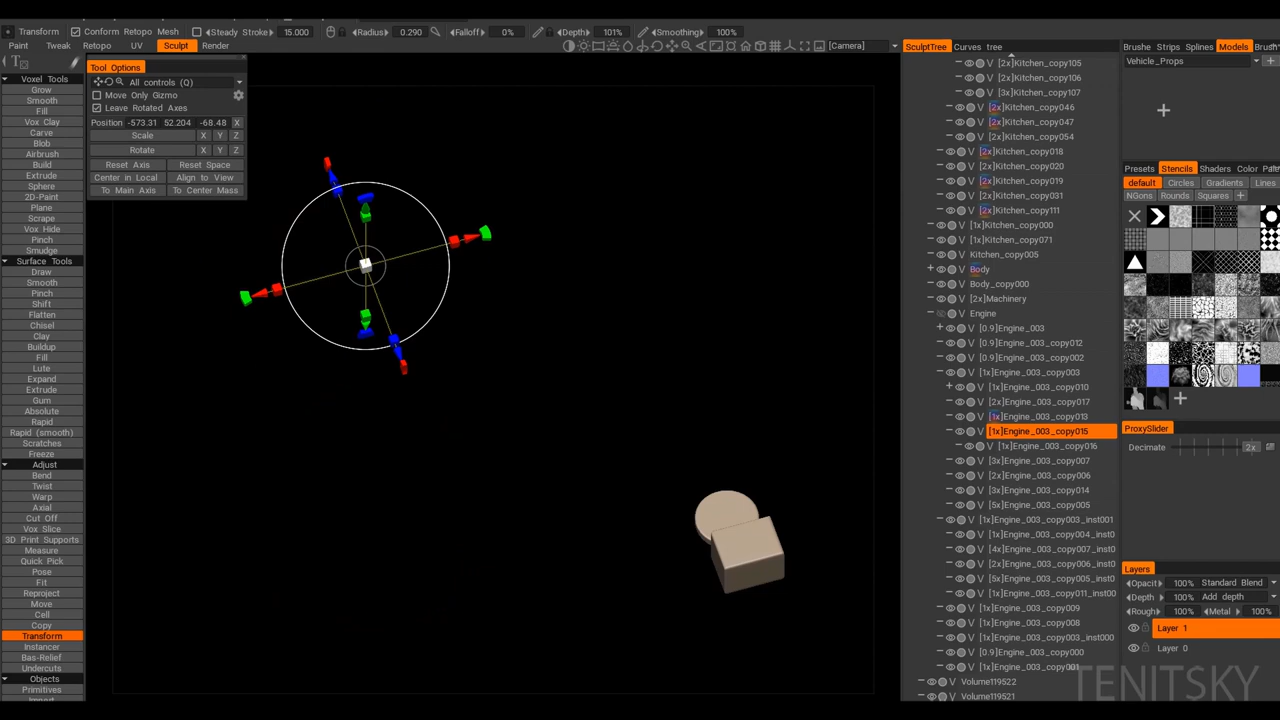 Transform Conform Retopo Mesh Steady Stroke 15.000 Radius 0.290 Falloff 0% Depth 101% Smoothing 100%
Paint Tweak Retopo UV Sculpt Render [Camera]
Voxel Tools
Grow
Smooth
Fill
Vox Clay
Carve
Blob
Airbrush
Build
Extrude
Sphere
2D-Paint
Plane
Scrape
Vox Hide
Pinch
Smudge
Surface Tools
Draw
Smooth
Pinch
Shift
Flatten
Chisel
Clay
Buildup
Fill
Lute
Expand
Extrude
Gum
Absolute
Rapid
Rapid (smooth)
Scratches
Freeze
Adjust
Bend
Twist
Warp
Axial
Cut Off
Vox Slice
3D Print Supports
Measure
Quick Pick
Pose
Fit
Reproject
Move
Cell
Copy
Transform
Instancer
Bas-Relief
Undercuts
Objects
Primitives
Tool Options
All controls (Q)
Move Only Gizmo
Leave Rotated Axes
Position -573.31 52.204 -68.48 X
Scale X Y Z
Rotate X Y Z
Reset Axis Reset Space
Center in Local Align to View
To Main Axis To Center Mass
SculptTree Curves tree
V [2x]Kitchen_copy105
V [2x]Kitchen_copy106
V [3x]Kitchen_copy107
V [2x]Kitchen_copy046
V [2x]Kitchen_copy047
V [2x]Kitchen_copy054
V [2x]Kitchen_copy018
V [2x]Kitchen_copy020
V [2x]Kitchen_copy019
V [2x]Kitchen_copy031
V [2x]Kitchen_copy111
V [1x]Kitchen_copy000
V [1x]Kitchen_copy071
V Kitchen_copy005
V Body
V Body_copy000
V [2x]Machinery
V Engine
V [0.9]Engine_003
V [0.9]Engine_003_copy012
V [0.9]Engine_003_copy002
V [1x]Engine_003_copy003
V [1x]Engine_003_copy010
V [2x]Engine_003_copy017
V [1x]Engine_003_copy013
V [1x]Engine_003_copy015
V [1x]Engine_003_copy016
V [3x]Engine_003_copy007
V [2x]Engine_003_copy006
V [3x]Engine_003_copy014
V [5x]Engine_003_copy005
V [1x]Engine_003_copy003_inst001
V [1x]Engine_003_copy004_inst0
V [4x]Engine_003_copy007_inst0
V [2x]Engine_003_copy006_inst0
V [5x]Engine_003_copy005_inst0
V [1x]Engine_003_copy011_inst00
V [1x]Engine_003_copy009
V [1x]Engine_003_copy008
V [1x]Engine_003_copy003_inst000
V [0.9]Engine_003_copy000
V [1x]Engine_003_copy001
V Volume119522
V Volume119521
Brushe Strips Splines Models Brush
Vehicle_Props
Presets Stencils Shaders Color
default Circles Gradients Lines
NGons Rounds Squares
ProxySlider
Decimate 2x
Layers
Opacit 100% Standard Blend
Depth 100% Add depth
Rough 100% Metal 100%
Layer 1
Layer 0
TENITSKY